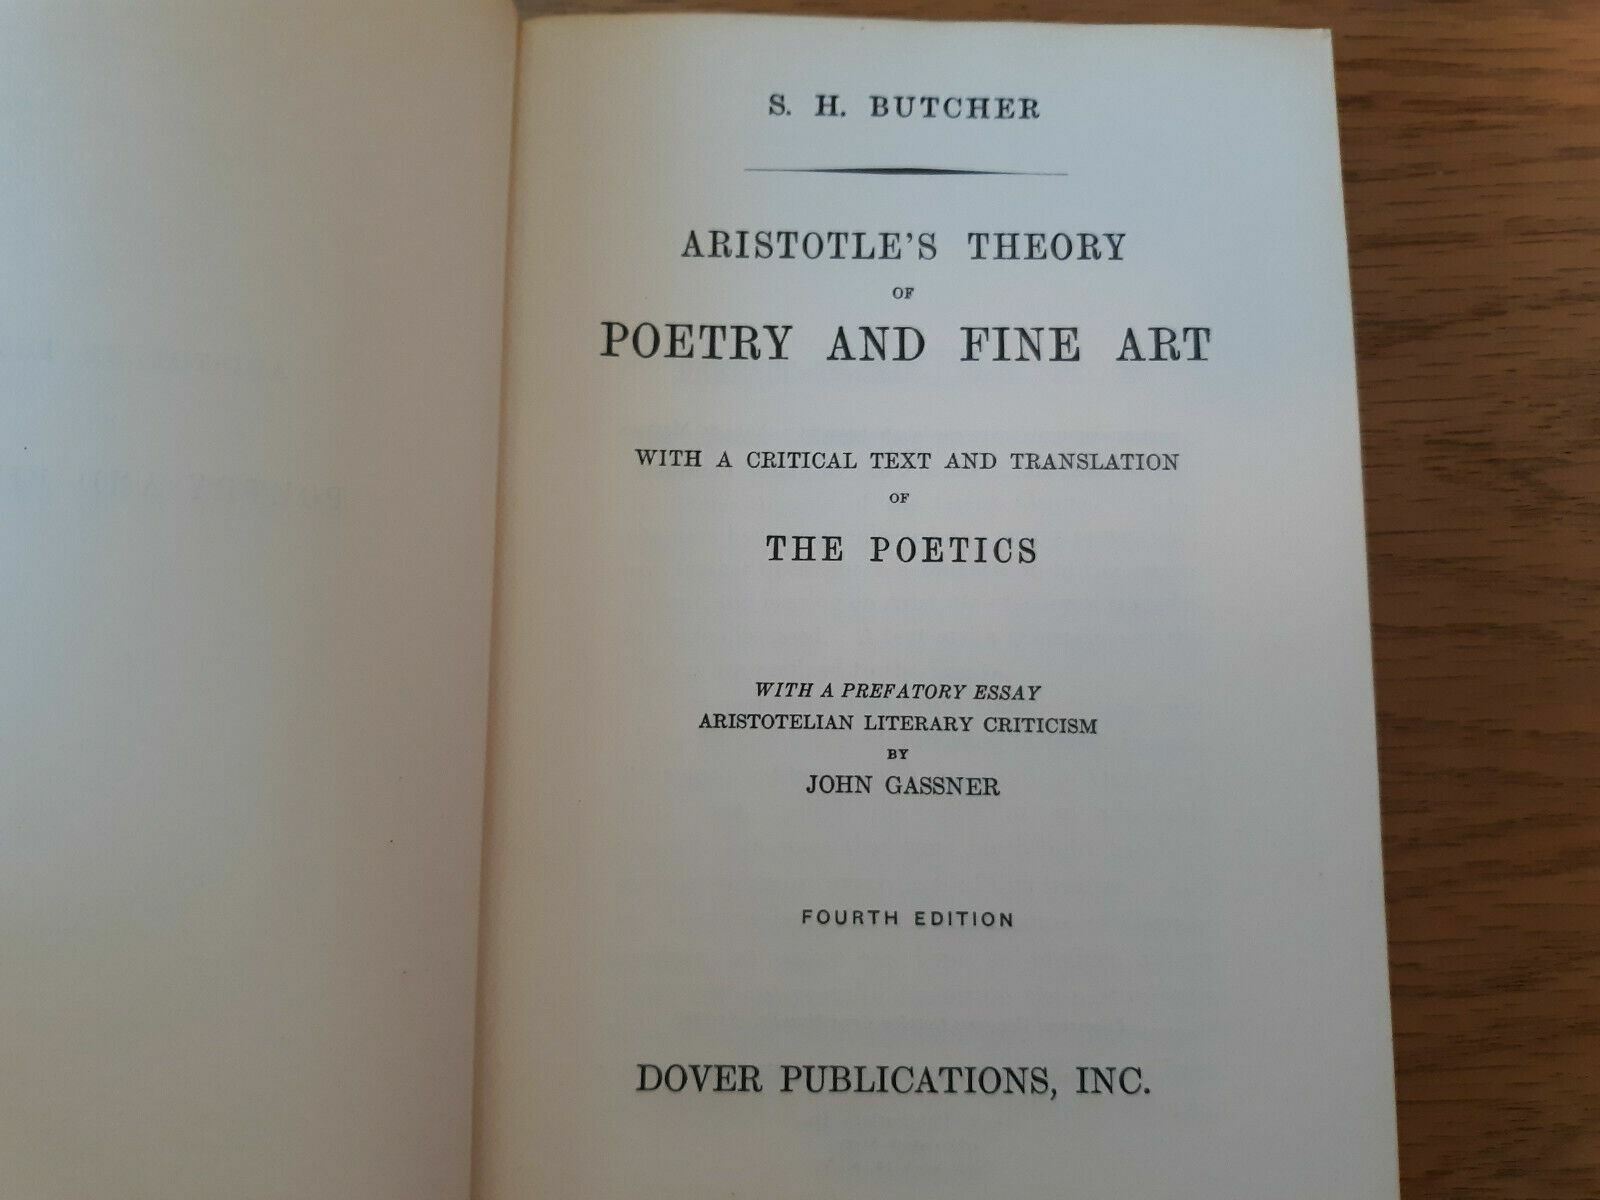 S. H. BUTCHER
ARISTOTLE'S THEORY
OF
POETRY AND FINE ART
WITH A CRITICAL TEXT AND TRANSLATION
OF
THE POETICS
WITH A PREFATORY ESSAY
ARISTOTELIAN LITERARY CRITICISM
BY
JOHN GASSNER
FOURTH EDITION
DOVER PUBLICATIONS, INC.